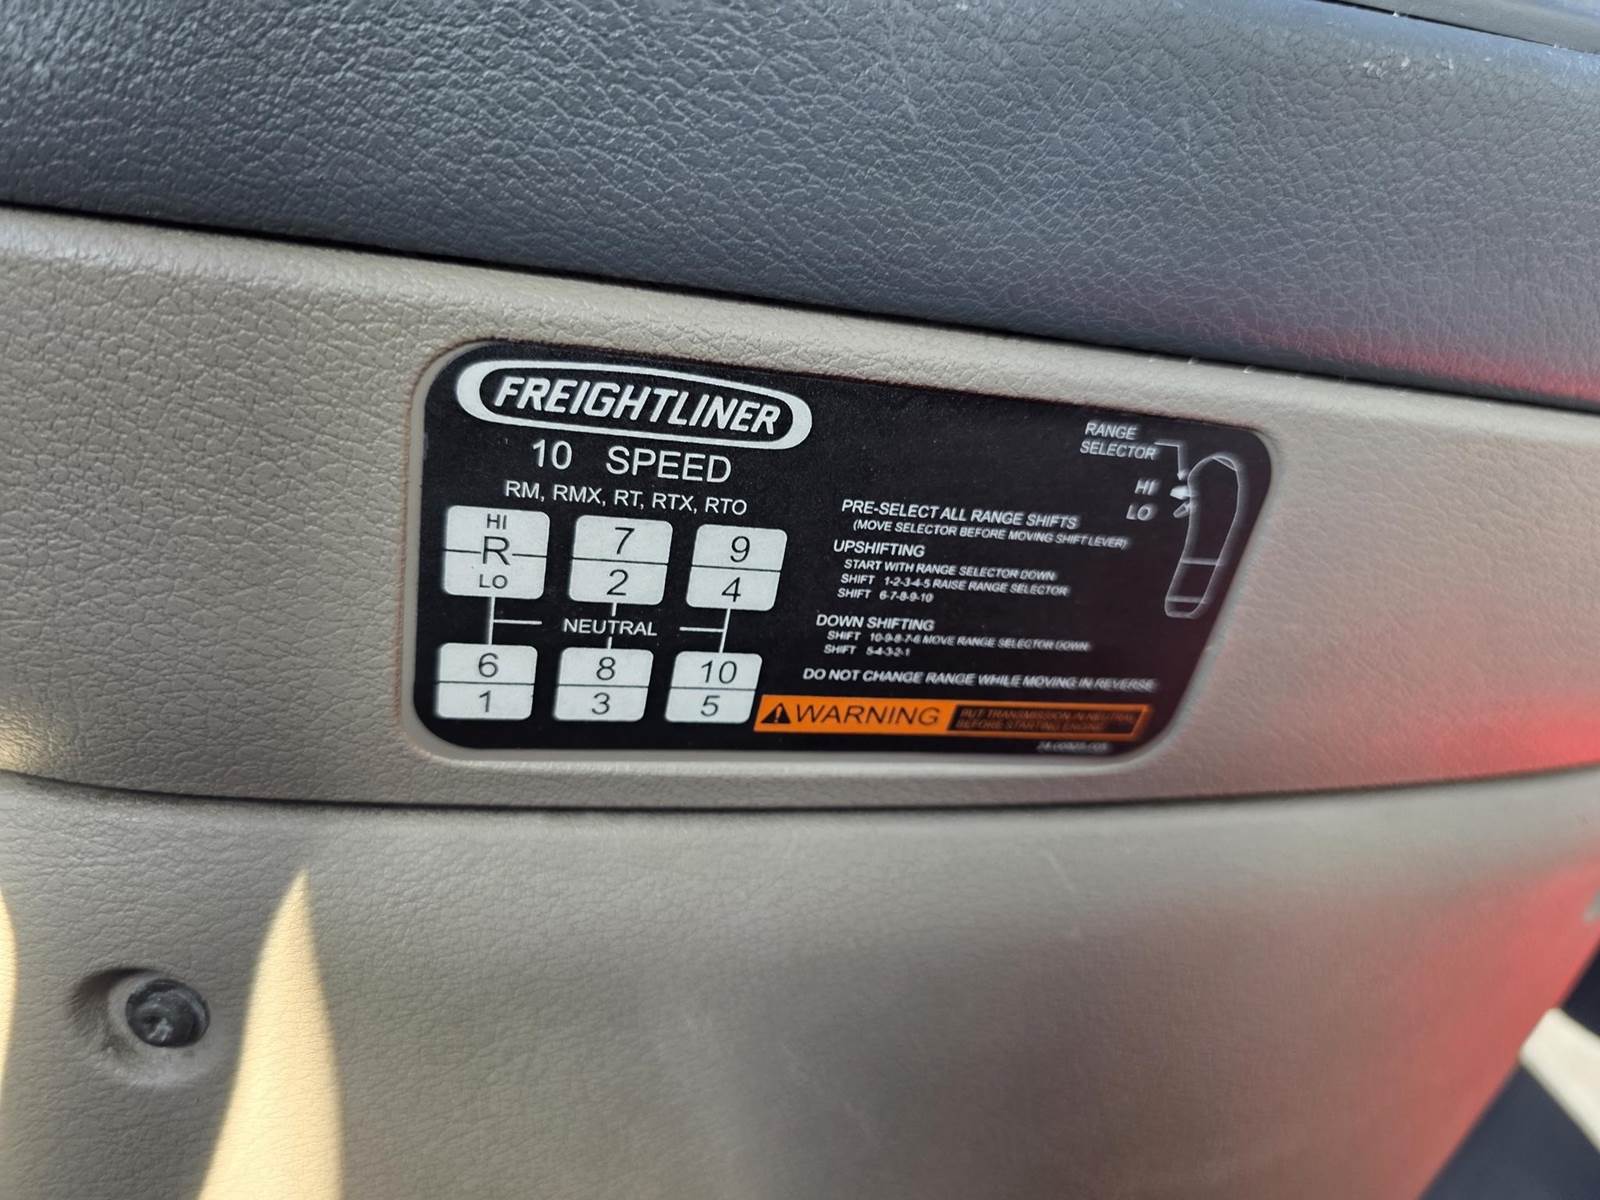 FREIGHTLINER
10 SPEED
RM, RMX, RT, RTX, RTO
HI
R
LO
7
2
9
4
NEUTRAL
6
1
8
3
10
5
RANGE
SELECTOR
HI
LO
PRE-SELECT ALL RANGE SHIFTS
(MOVE SELECTOR BEFORE MOVING SHIFT LEVER)
UPSHIFTING
START WITH RANGE SELECTOR DOWN
SHIFT 1-2-3-4-5 RAISE RANGE SELECTOR
SHIFT 6-7-8-9-10
DOWN SHIFTING
SHIFT 10-9-8-7-6 MOVE RANGE SELECTOR DOWN
SHIFT 5-4-3-2-1
DO NOT CHANGE RANGE WHILE MOVING IN REVERSE
WARNING
PUT TRANSMISSION IN NEUTRAL
BEFORE STARTING ENGINE